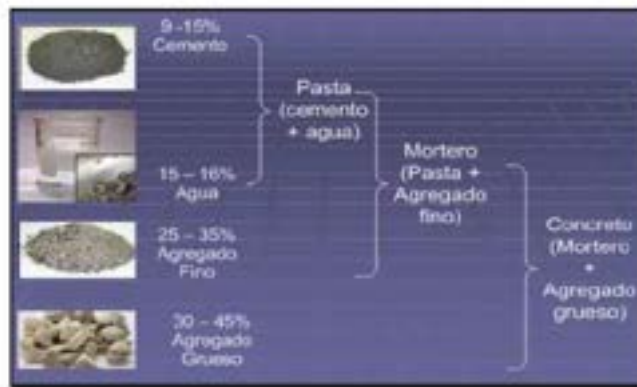 9 -15%
Cemento
Pasta
(cemento
+ agua)
15 – 16%
Agua
Mortero
(Pasta +
Agregado
fino)
25 – 35%
Agregado
Fino
Concreto
(Mortero
+
Agregado
grueso)
30 – 45%
Agregado
Grueso